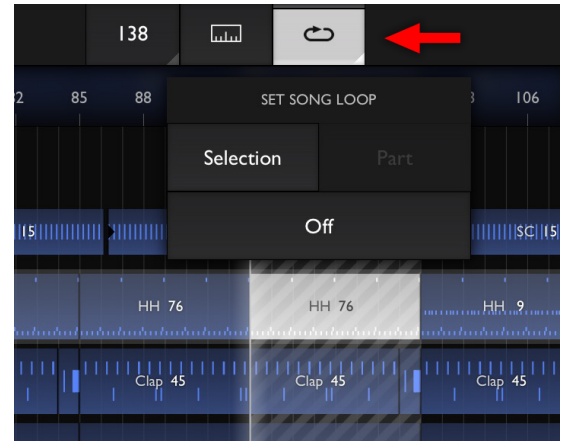 138
85 88 106
SET SONG LOOP
Selection Part
Off
15 SC 15
HH 76 HH 76 HH 9
Clap 45 Clap 45 Clap 45